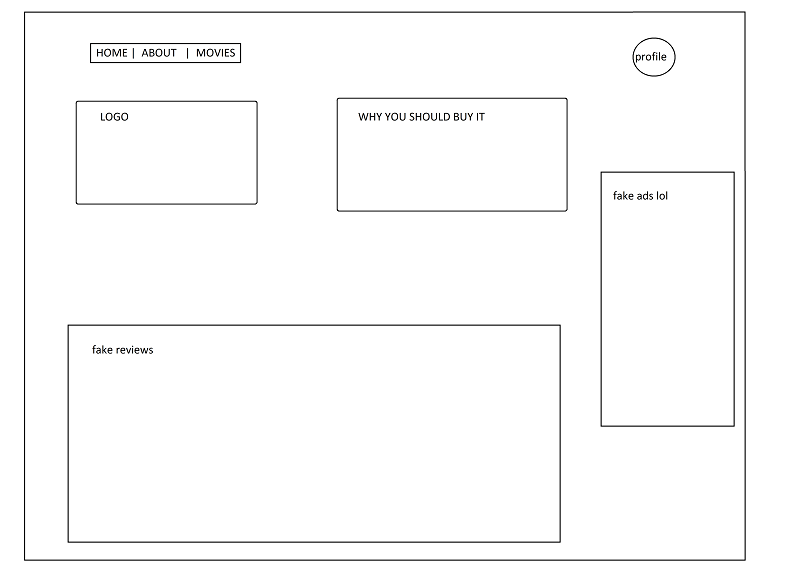 HOME | ABOUT | MOVIES
profile
LOGO
WHY YOU SHOULD BUY IT
fake ads lol
fake reviews